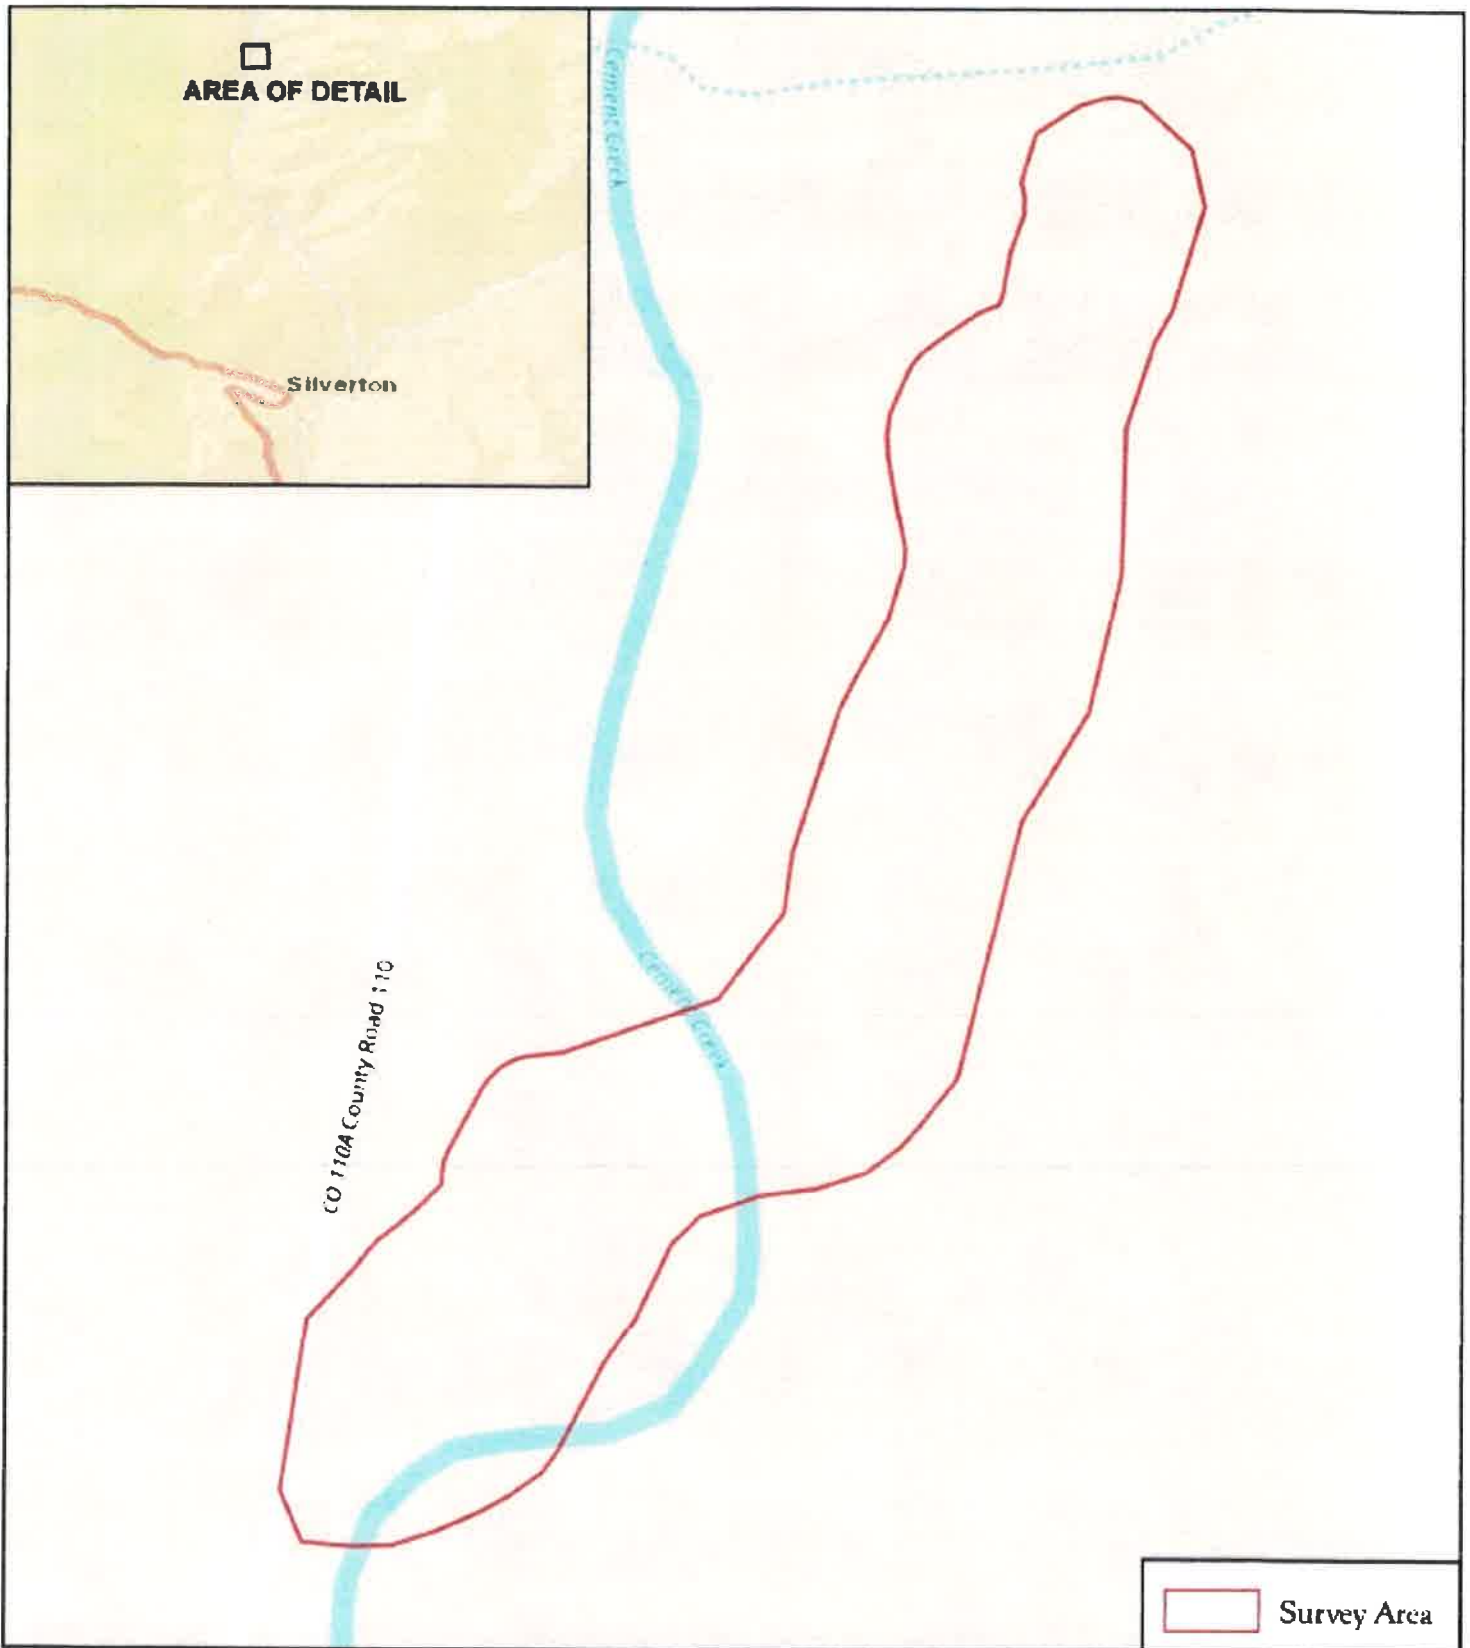 AREA OF DETAIL
Silverton
Cement Creek
Cement Creek
CO 110A County Road 110
Survey Area